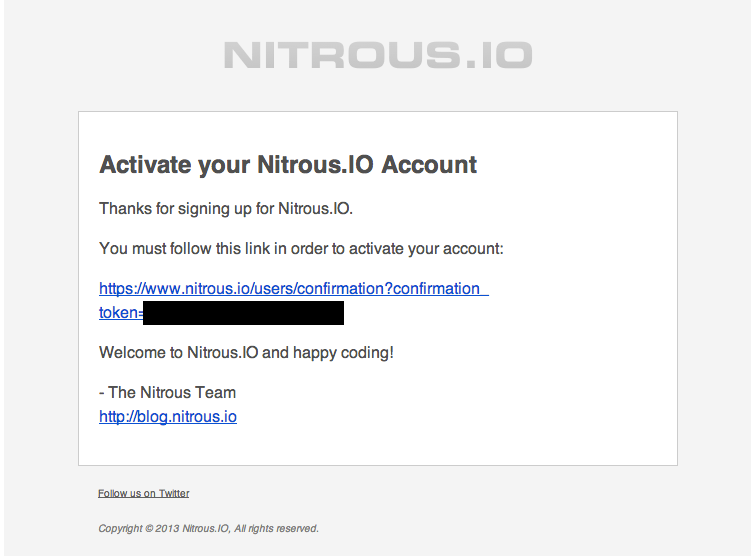 NITROUS.IO
Activate your Nitrous.IO Account
Thanks for signing up for Nitrous.IO.
You must follow this link in order to activate your account:
https://www.nitrous.io/users/confirmation?confirmation_
token=
Welcome to Nitrous.IO and happy coding!
- The Nitrous Team
http://blog.nitrous.io
Follow us on Twitter
Copyright © 2013 Nitrous.IO, All rights reserved.